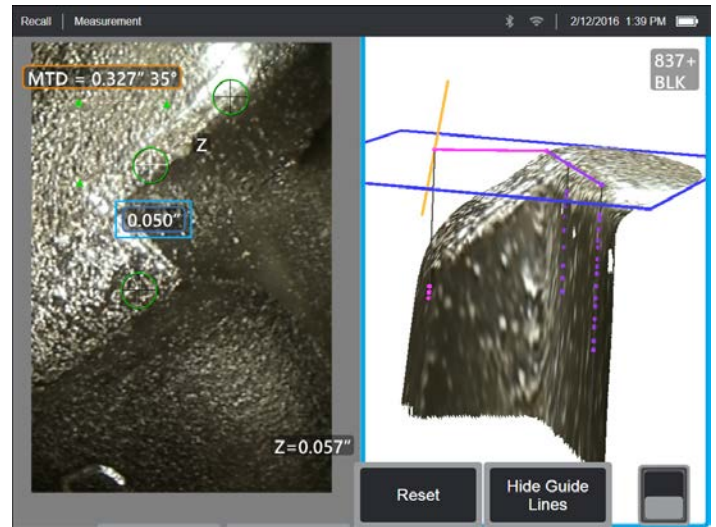 Recall | Measurement
2/12/2016 1:39 PM
MTD = 0.327" 35°
837+
BLK
Z
0.050"
Z=0.057"
Reset
Hide Guide
Lines